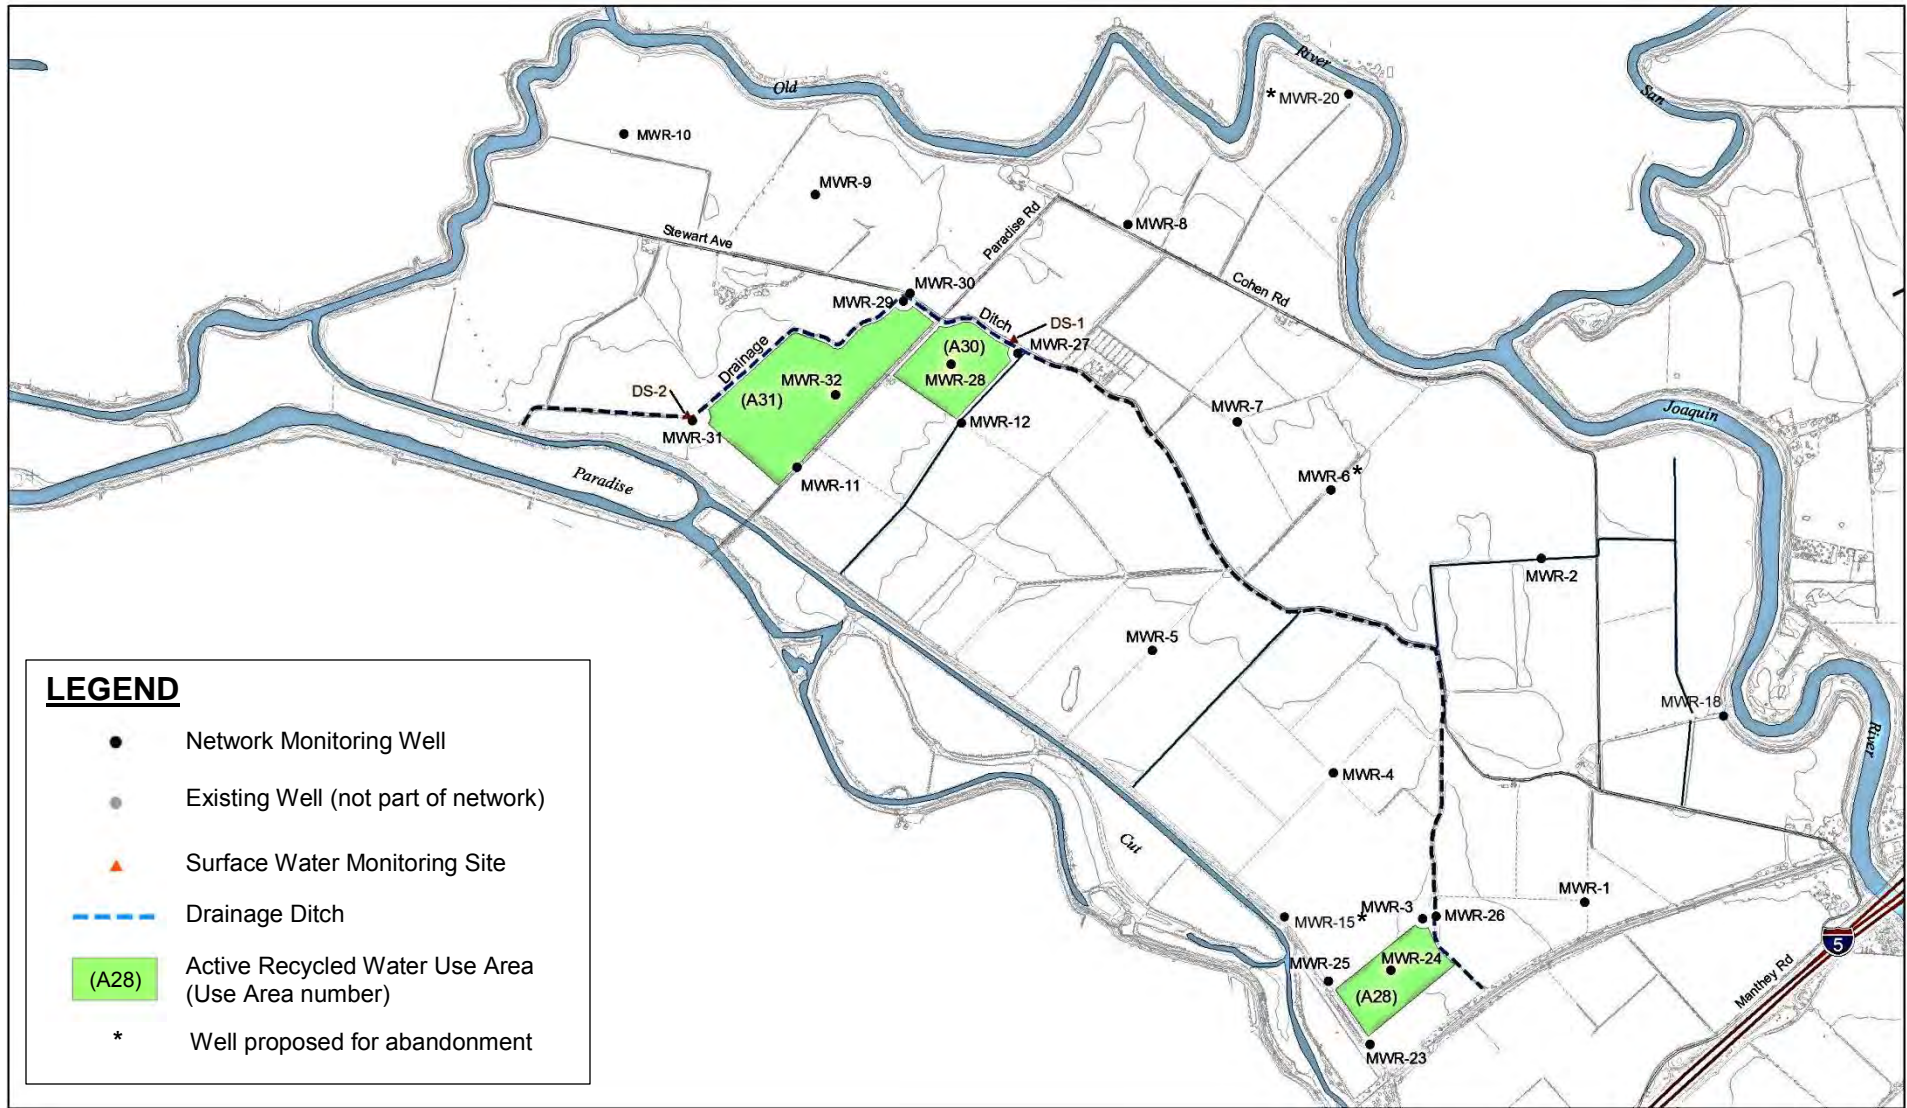 Old
River
San
* MWR-20
MWR-10
MWR-9
Paradise Rd
MWR-8
Stewart Ave
Cohen Rd
MWR-30
MWR-29
Ditch
DS-1
MWR-27
Drainage
(A30)
MWR-28
MWR-32
DS-2
(A31)
MWR-31
MWR-12
MWR-7
Joaquin
MWR-11
MWR-6*
Paradise
MWR-2
MWR-5
MWR-18
River
MWR-4
Cut
MWR-1
MWR-15*
MWR-3
MWR-26
MWR-24
MWR-25
(A28)
MWR-23
Manthey Rd
5
LEGEND
Network Monitoring Well
Existing Well (not part of network)
Surface Water Monitoring Site
Drainage Ditch
(A28)
Active Recycled Water Use Area
(Use Area number)
* Well proposed for abandonment